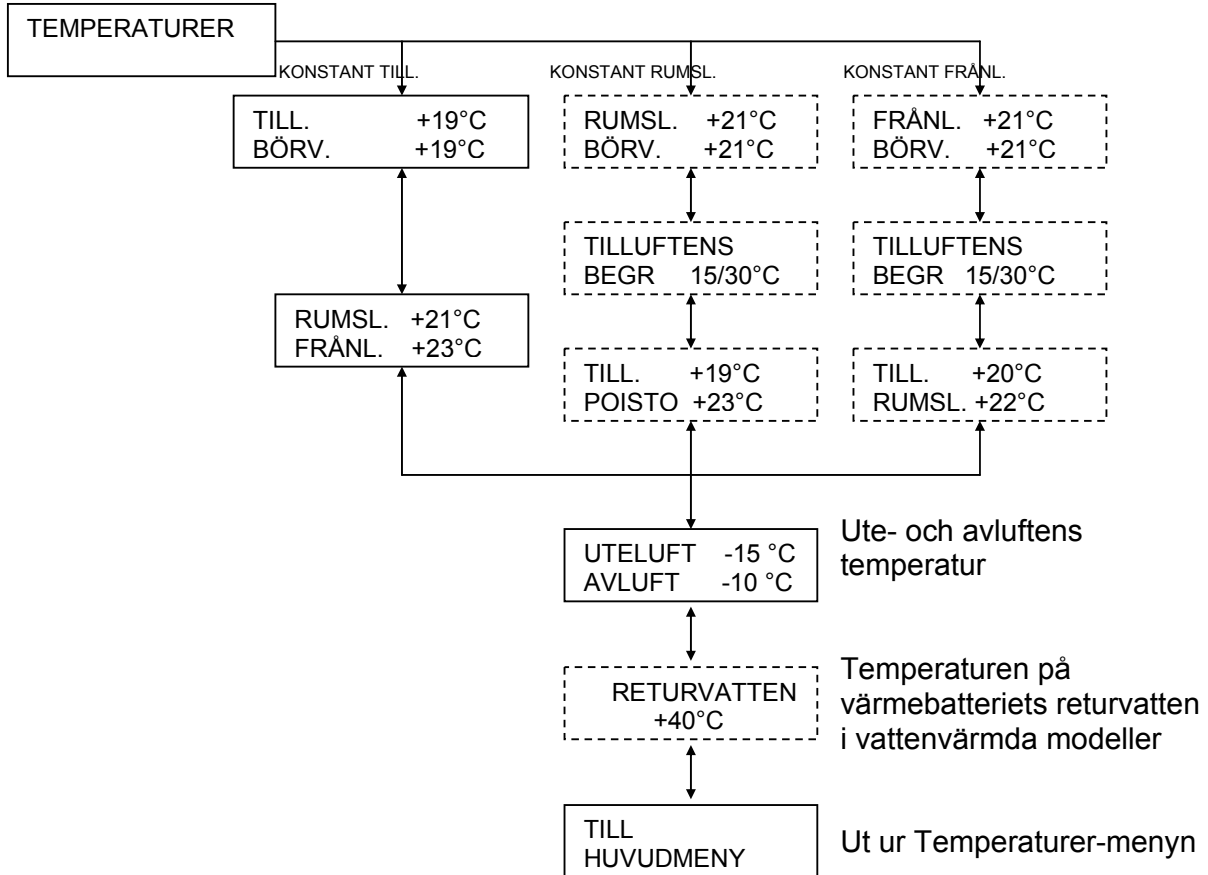 TEMPERATURER
KONSTANT TILL.
KONSTANT RUMSL.
KONSTANT FRÅNL.
TILL. +19°C
BÖRV. +19°C
RUMSL. +21°C
BÖRV. +21°C
FRÅNL. +21°C
BÖRV. +21°C
TILLUFTENS
BEGR 15/30°C
TILLUFTENS
BEGR 15/30°C
RUMSL. +21°C
FRÅNL. +23°C
TILL. +19°C
POISTO +23°C
TILL. +20°C
RUMSL. +22°C
UTELUFT -15 °C
AVLUFT -10 °C
Ute- och avluftens
temperatur
RETURVATTEN
+40°C
Temperaturen på
värmebatteriets returvatten
i vattenvärmda modeller
TILL
HUVUDMENY
Ut ur Temperaturer-menyn